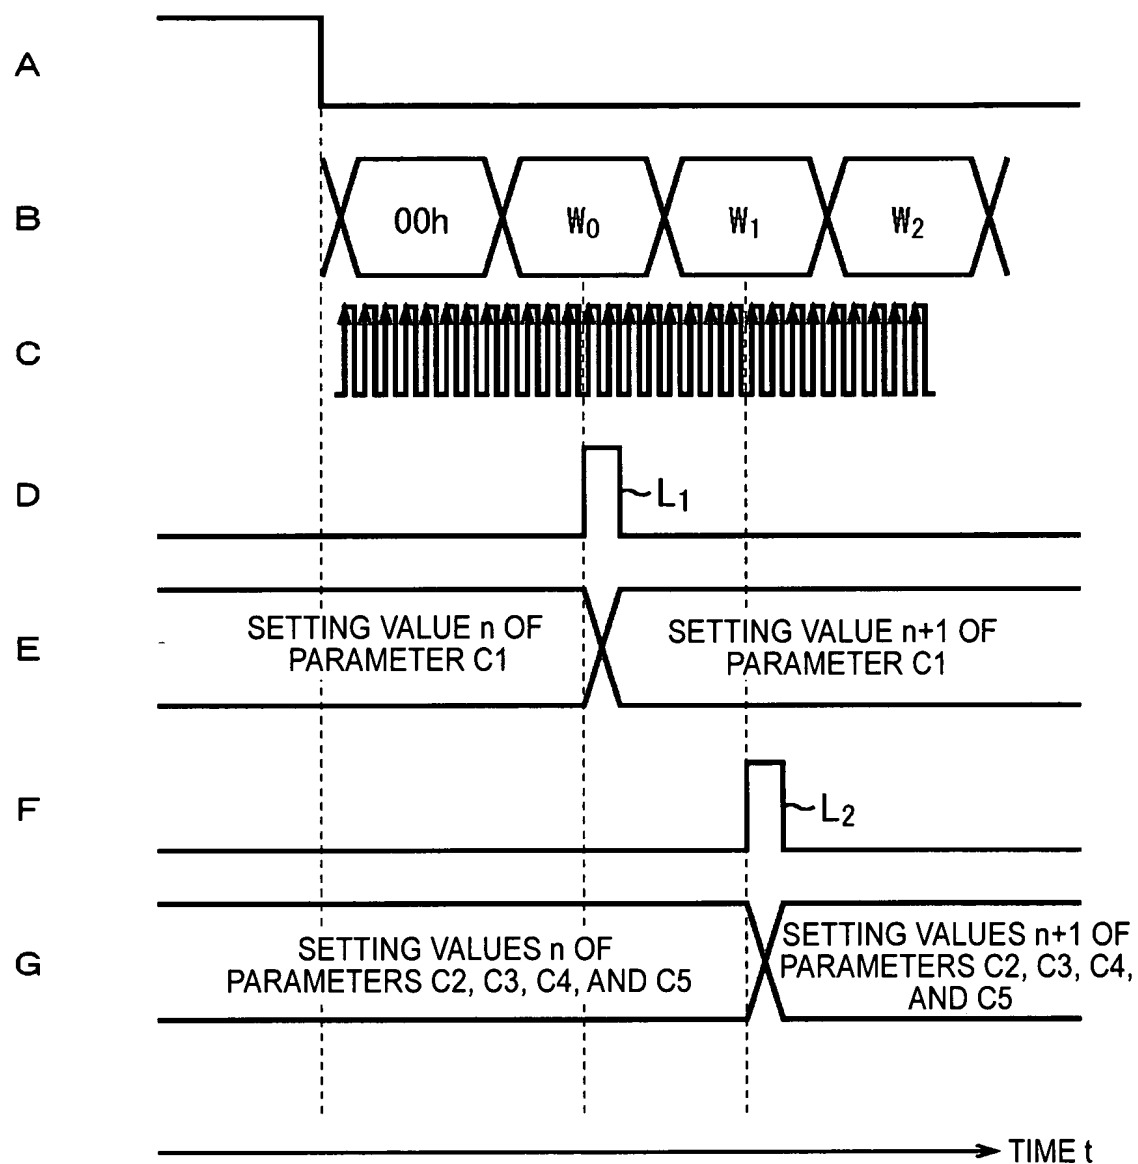 A
B
00h
W0
W1
W2
C
D
L1
E
SETTING VALUE n OF
PARAMETER C1
SETTING VALUE n+1 OF
PARAMETER C1
F
L2
G
SETTING VALUES n OF
PARAMETERS C2, C3, C4, AND C5
SETTING VALUES n+1 OF
PARAMETERS C2, C3, C4,
AND C5
TIME t